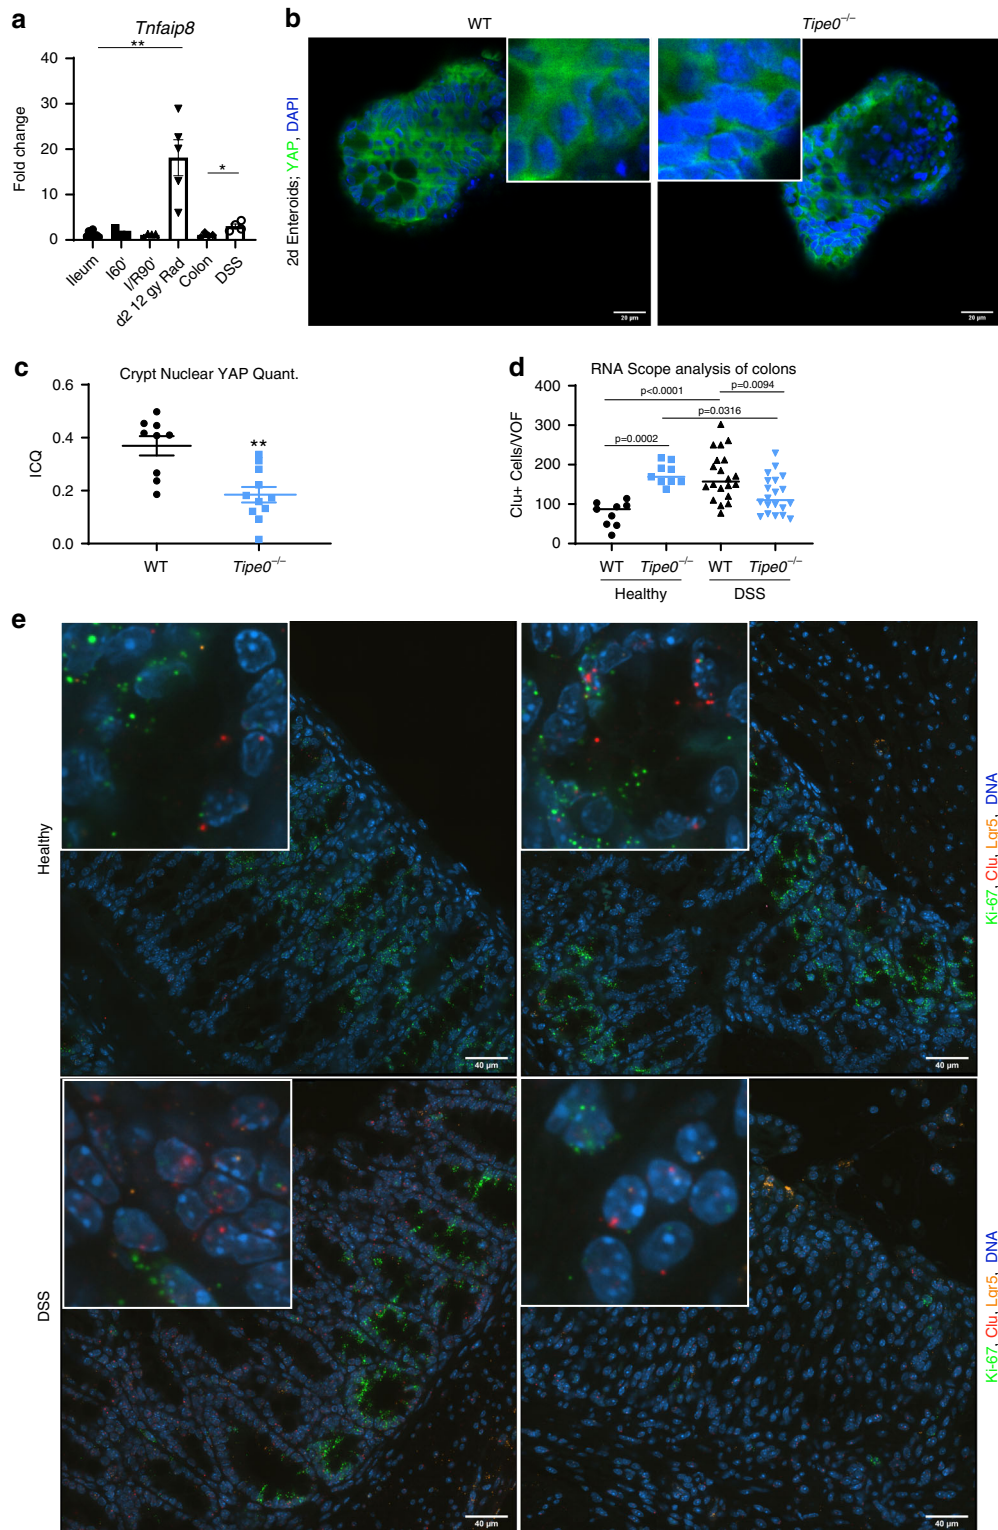 a
Tnfaip8
**
*
Fold change
40
30
20
10
0
Ileum
I60'
I/R90'
d2 12 gy Rad
Colon
DSS
b
WT
Tipe0−/−
2d Enteroids; YAP, DAPI
20 µm
20 µm
c
Crypt Nuclear YAP Quant.
ICQ
0.6
0.4
0.2
0.0
**
WT
Tipe0−/−
d
RNA Scope analysis of colons
Clu+ Cells/VOF
400
300
200
100
0
p<0.0001
p=0.0094
p=0.0316
p=0.0002
WT
Tipe0−/−
WT
Tipe0−/−
Healthy
DSS
e
Healthy
40 µm
40 µm
Ki-67, Clu, Lgr5, DNA
DSS
40 µm
40 µm
Ki-67, Clu, Lgr5, DNA